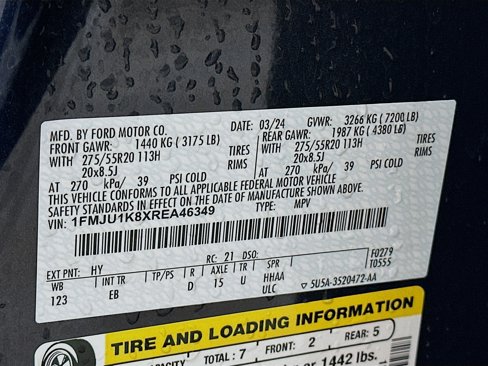 MFD. BY FORD MOTOR CO. DATE: 03/24 GVWR: 3266 KG ( 7200 LB)
FRONT GAWR: 1440 KG ( 3175 LB) REAR GAWR: 1987 KG ( 4380 LB)
WITH 275/55R20 113H TIRES WITH 275/55R20 113H TIRES
20x8.5J 20x8.5J
AT 270 kPa/ 39 PSI COLD AT 270 kPa/ 39 PSI COLD
THIS VEHICLE CONFORMS TO ALL APPLICABLE FEDERAL MOTOR VEHICLE
SAFETY STANDARDS IN EFFECT ON THE DATE OF MANUFACTURE SHOWN ABOVE.
VIN: 1FMJU1K8XREA46349 TYPE: MPV
EXT PNT: HY RC: 21 DSO: F0279
WB INT TR TP/PS R AXLE TR SPR T0555
123 EB D 15 U HHAA
ULC 5U5A-3520472-AA
TIRE AND LOADING INFORMATION
CAPACITY TOTAL : 7 FRONT: 2 REAR: 5
or 1442 lbs.